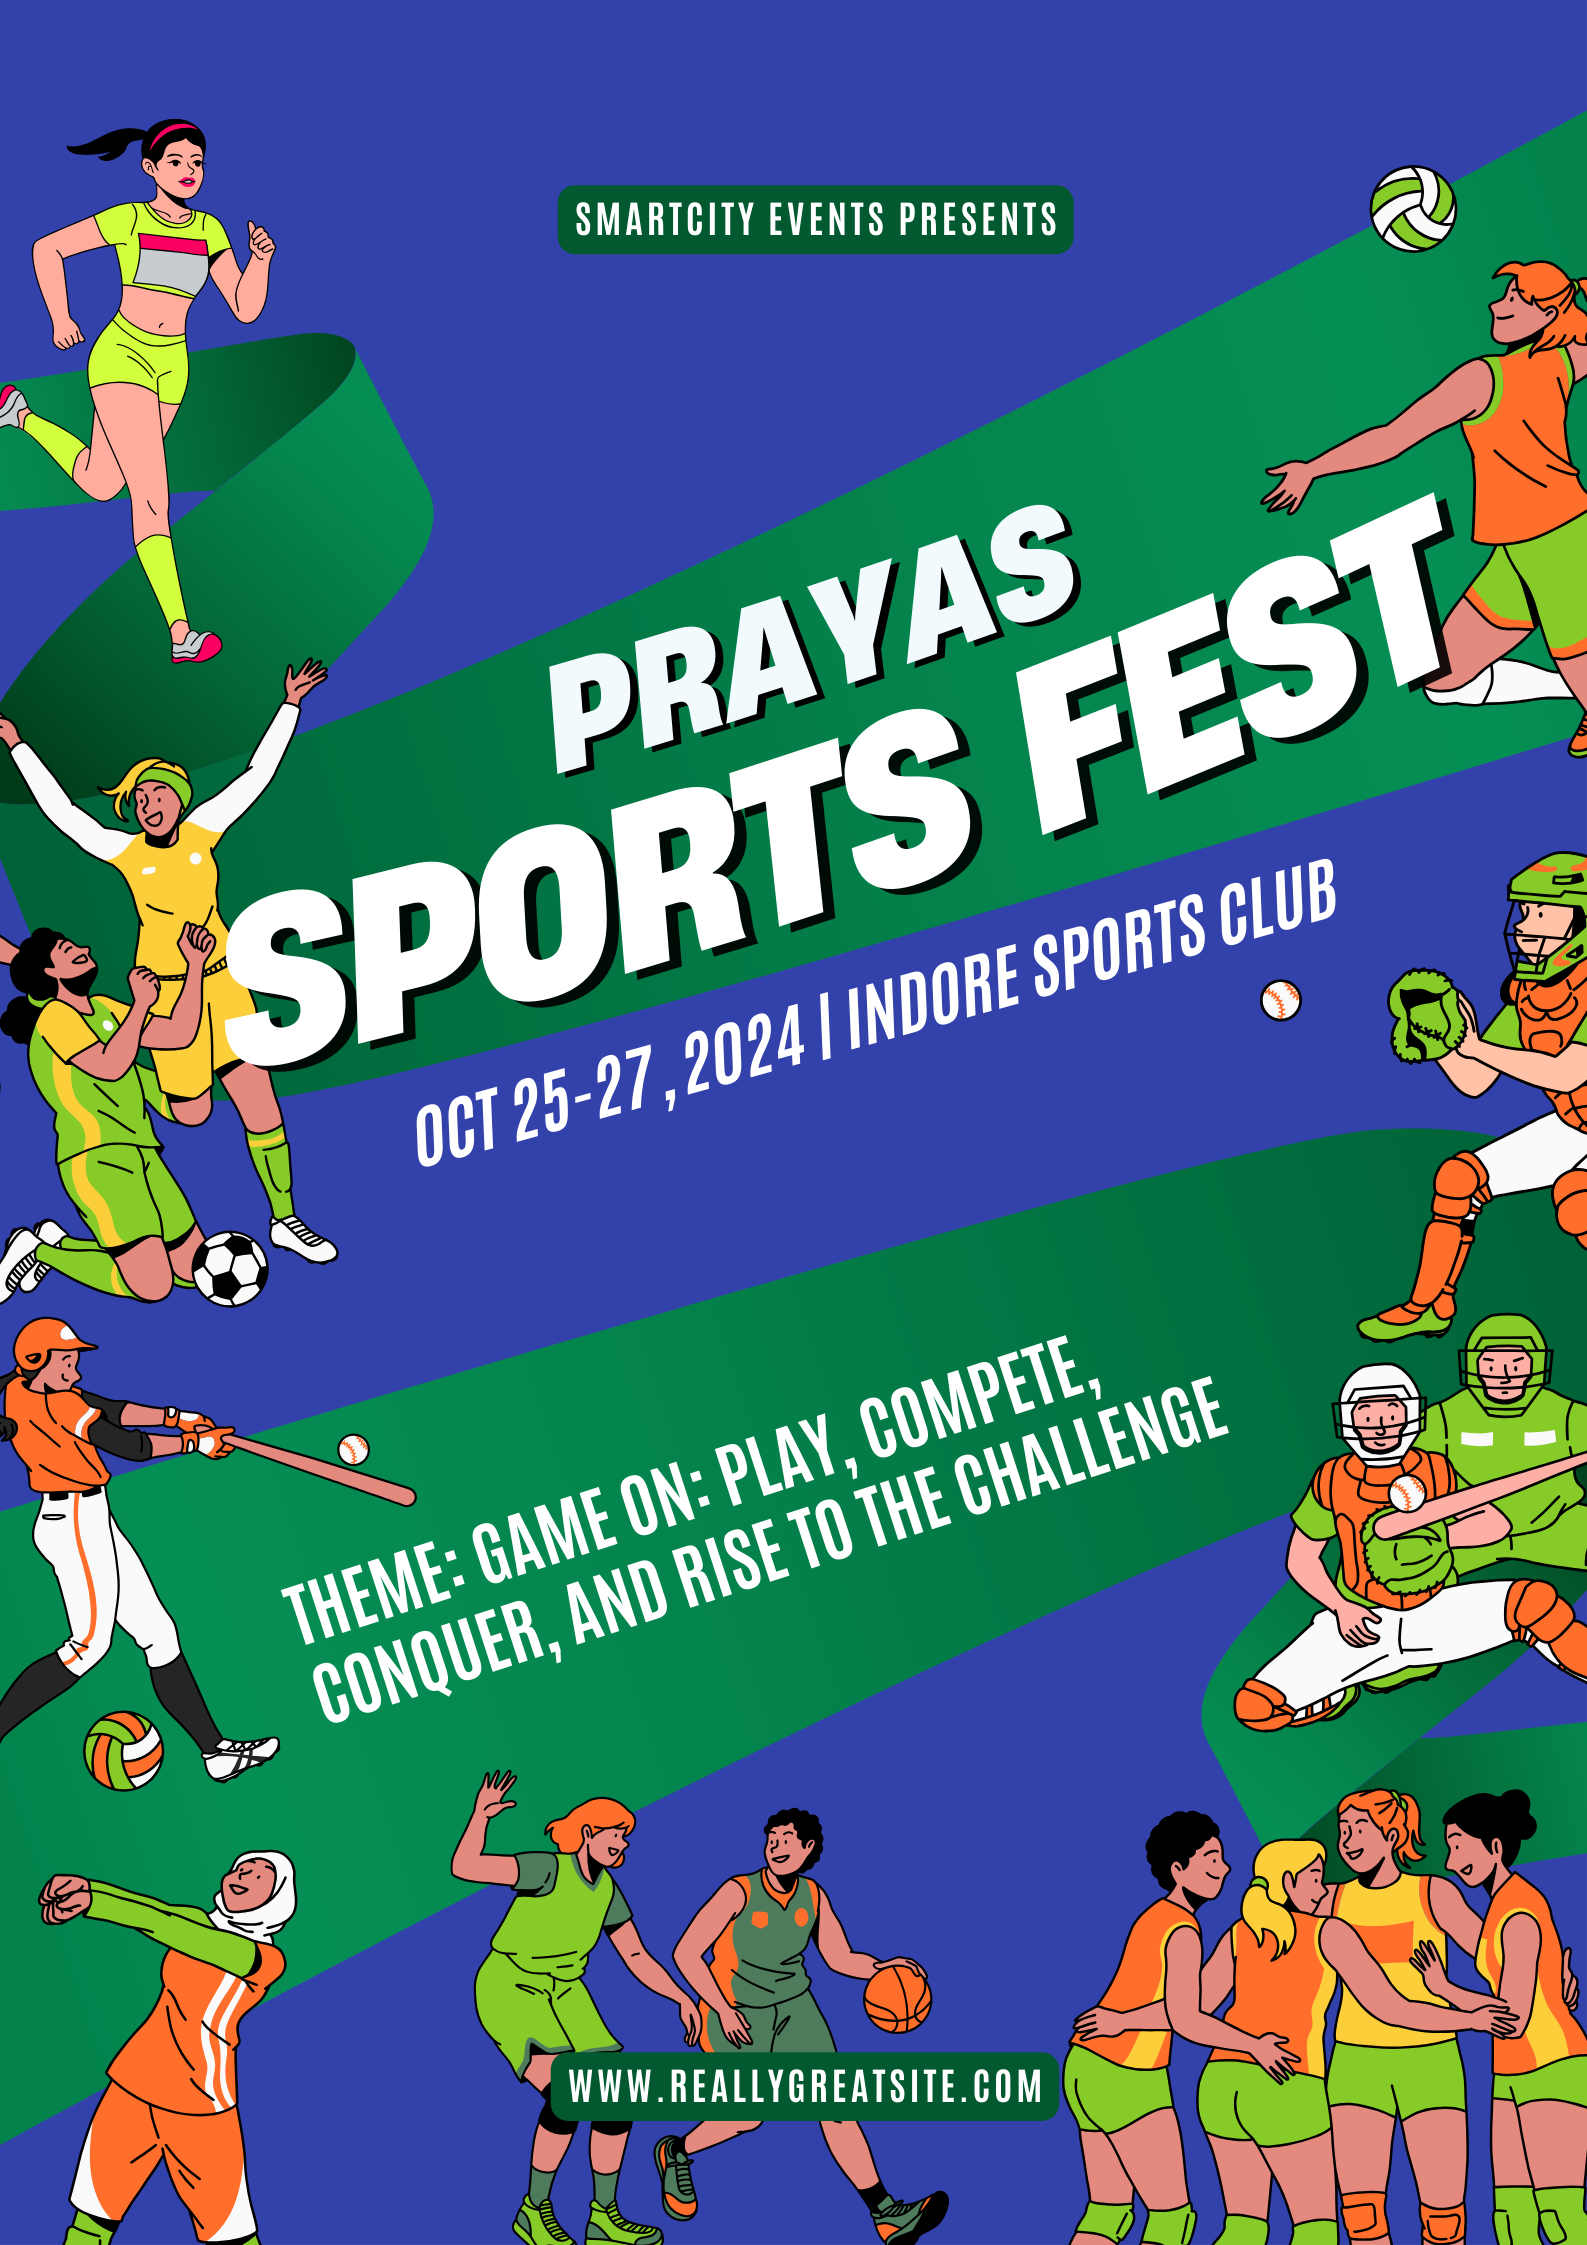 SMARTCITY EVENTS PRESENTS
PRAYAS
SPORTS FEST
OCT 25-27 , 2024 | INDORE SPORTS CLUB
THEME: GAME ON: PLAY, COMPETE,
CONQUER, AND RISE TO THE CHALLENGE
WWW.REALLYGREATSITE.COM